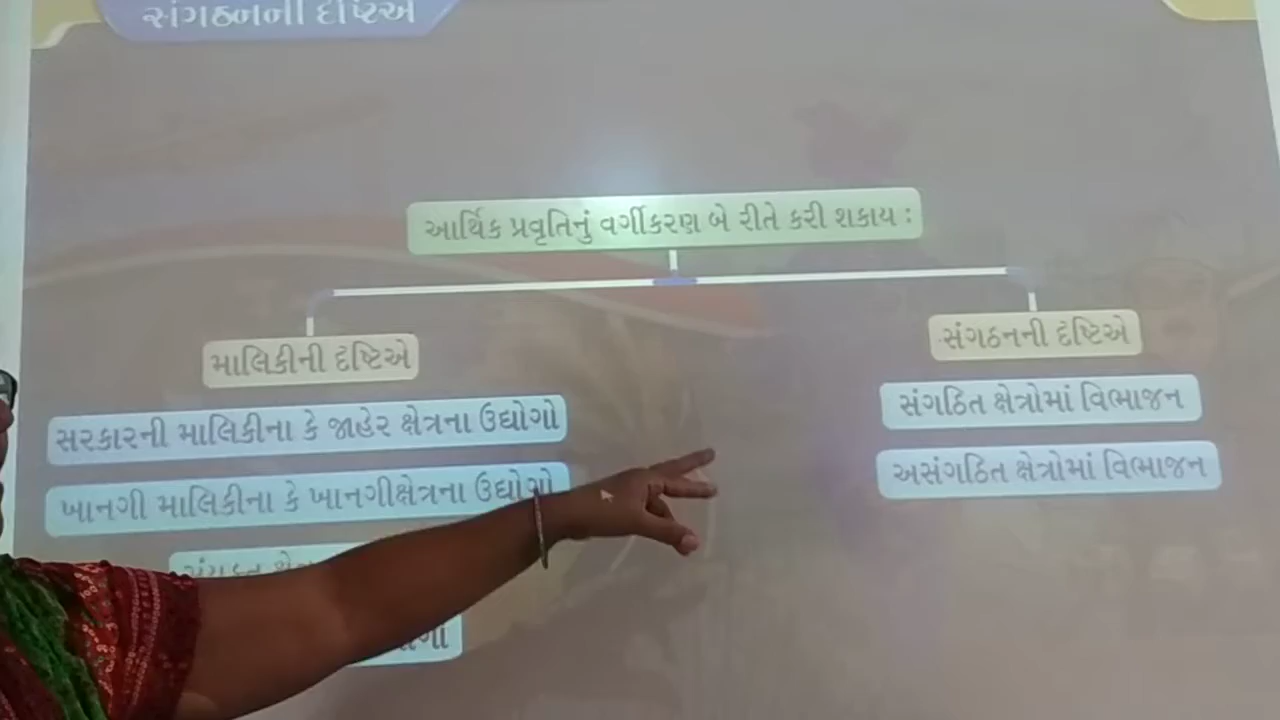 સંગઠનની દૃષ્ટિએ
આર્થિક પ્રવૃતિનું વર્ગીકરણ બે રીતે કરી શકાય :
માલિકીની દૃષ્ટિએ
સંગઠનની દૃષ્ટિએ
સરકારની માલિકીના કે જાહેર ક્ષેત્રના ઉદ્યોગો
સંગઠિત ક્ષેત્રોમાં વિભાજન
ખાનગી માલિકીના કે ખાનગીક્ષેત્રના ઉદ્યોગો
અસંગઠિત ક્ષેત્રોમાં વિભાજન